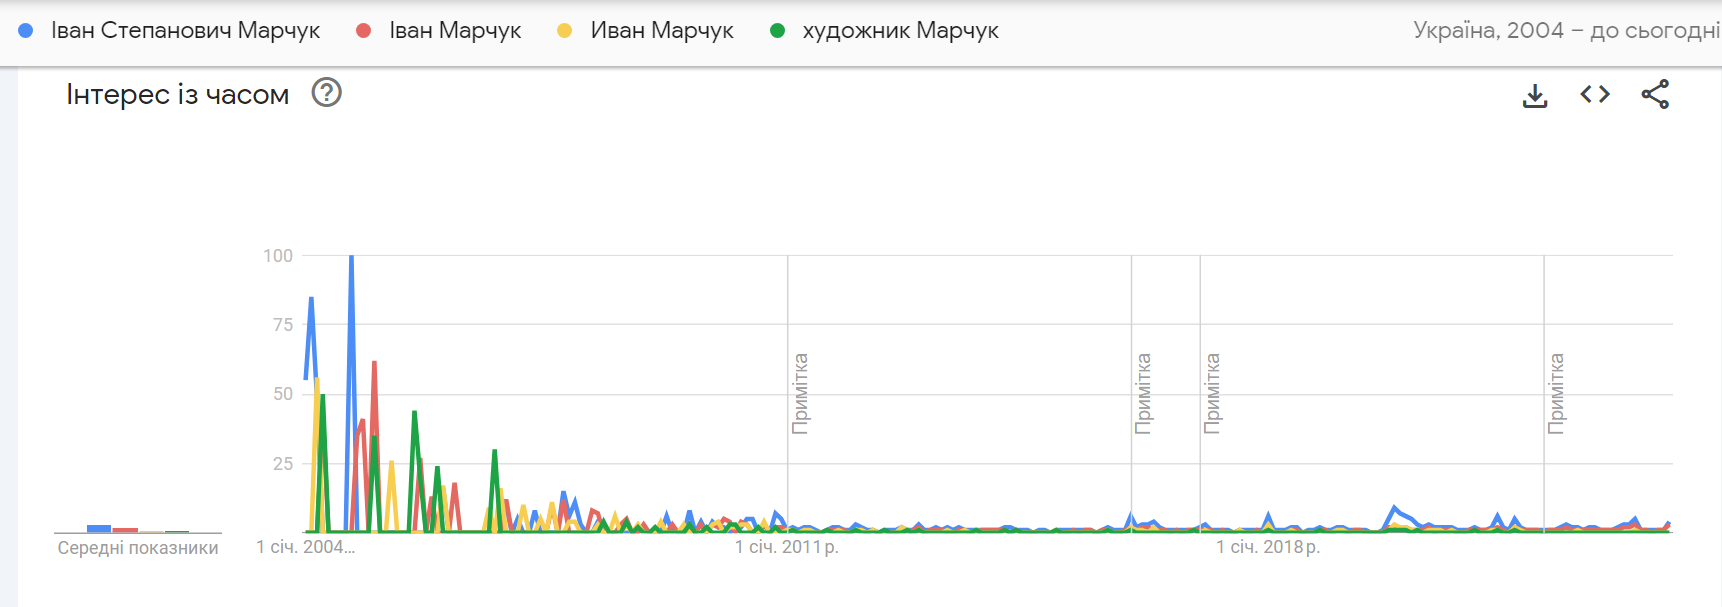 Іван Степанович Марчук Іван Марчук Иван Марчук художник Марчук Україна, 2004 – до сьогодні
Інтерес із часом
100
75
50
25
Примітка Примітка Примітка Примітка
Середні показники 1 січ. 2004… 1 січ. 2011 р. 1 січ. 2018 р.